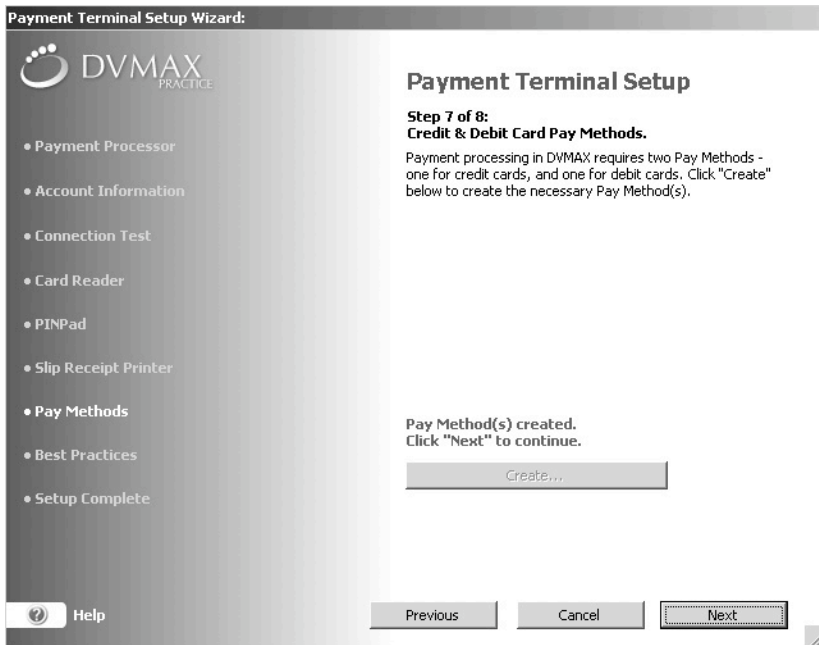 Payment Terminal Setup Wizard:
DVMAX
PRACTICE
• Payment Processor
• Account Information
• Connection Test
• Card Reader
• PINPad
• Slip Receipt Printer
• Pay Methods
• Best Practices
• Setup Complete
? Help
Payment Terminal Setup
Step 7 of 8:
Credit & Debit Card Pay Methods.
Payment processing in DVMAX requires two Pay Methods -
one for credit cards, and one for debit cards. Click "Create"
below to create the necessary Pay Method(s).
Pay Method(s) created.
Click "Next" to continue.
Create...
Previous Cancel Next